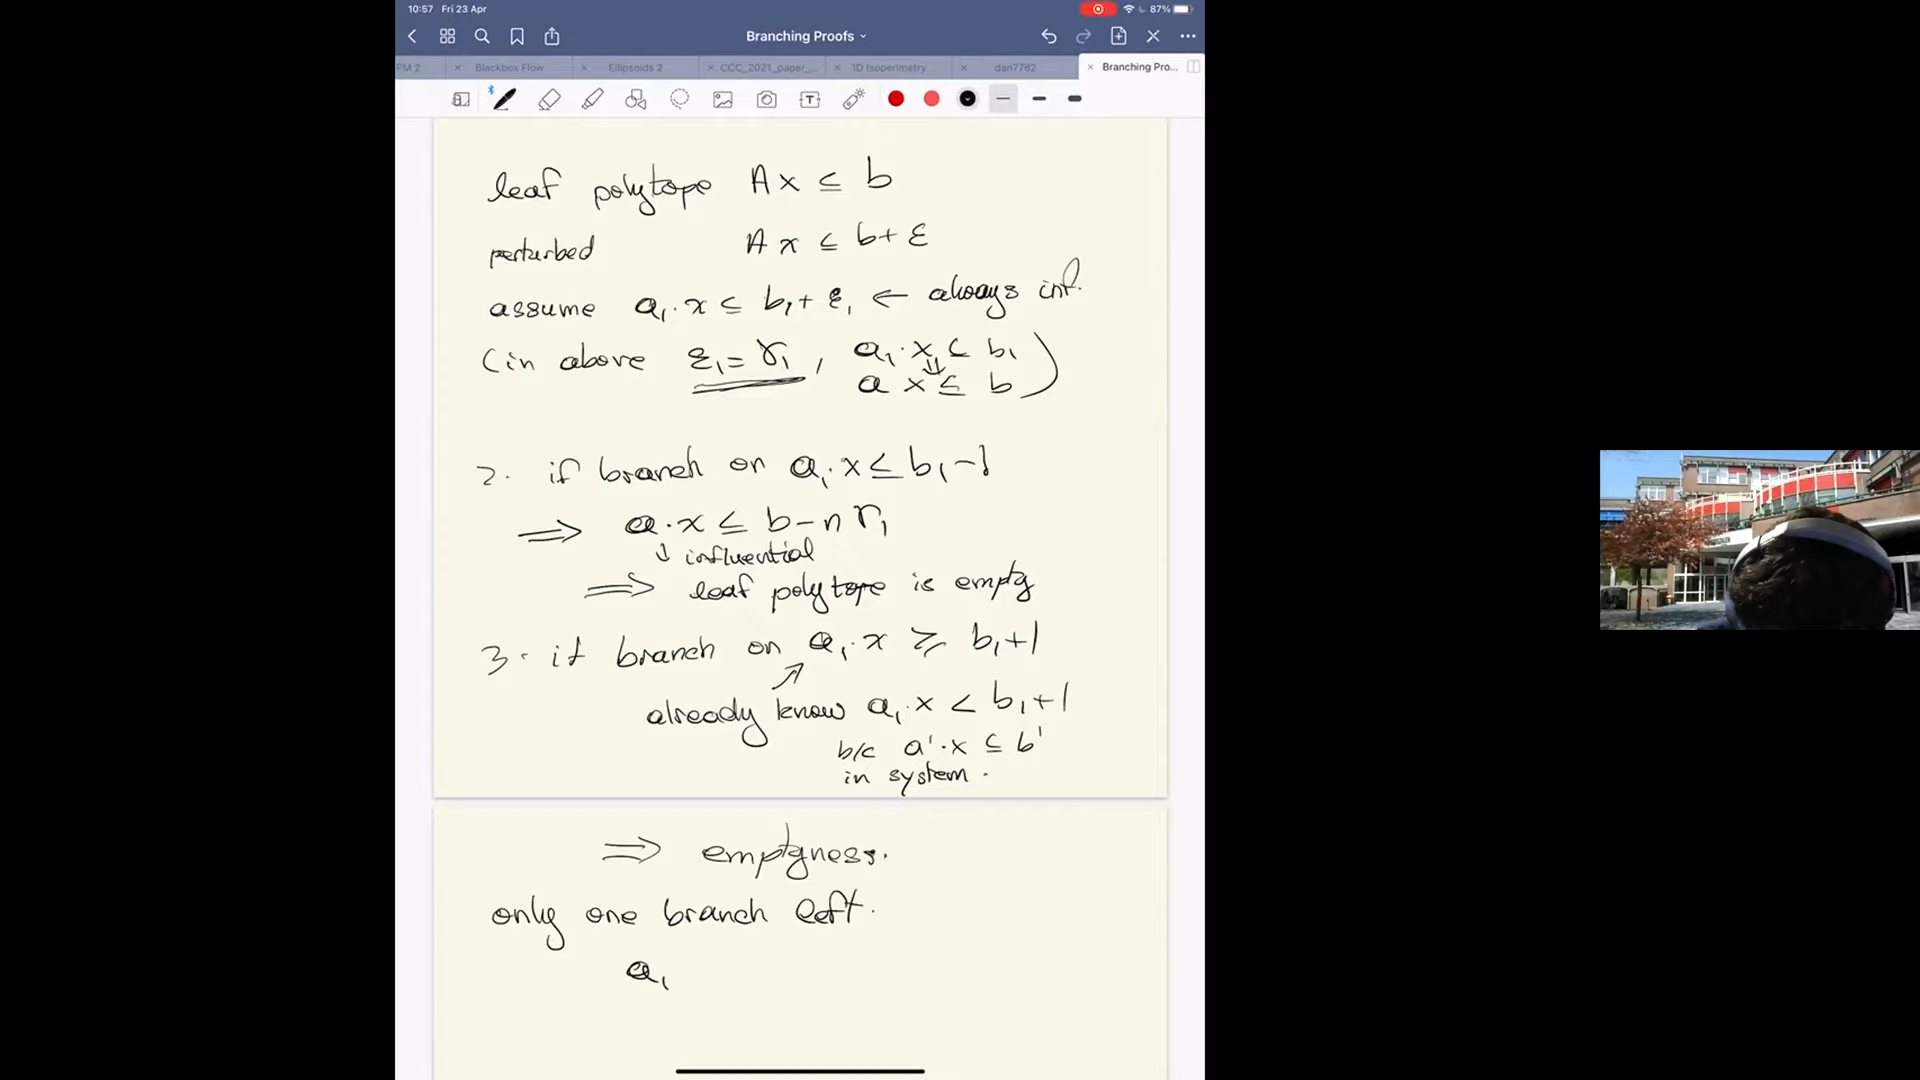 10:57 Fri 23 Apr
87%
Branching Proofs
PM 2
Blackbox Flow
Ellipsoids 2
CCC_2021_paper_...
1D Isoperimetry
dan7782
Branching Pro...
leaf polytope Ax ≤ b
perturbed Ax ≤ b+ε
assume a₁·x ≤ b₁+ε₁ ← always inf.
(in above ε₁=γ₁, a₁·x ≤ b₁
⇓
a x ≤ b)
2. if branch on a₁·x ≤ b₁-1
⇒ a·x ≤ b-nγ₁
↓ influential
⇒ leaf polytope is empty
3. if branch on a₁·x ≥ b₁+1
already know a₁·x < b₁+1
b/c a'·x ≤ b'
in system.
⇒ emptyness.
only one branch left.
a₁